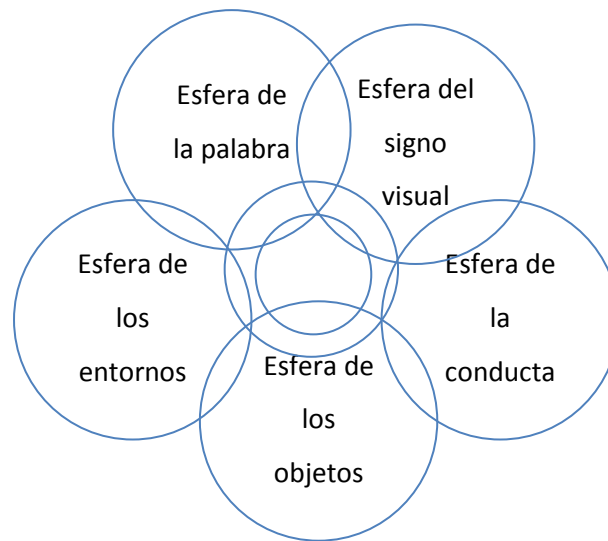 Esfera de
la palabra
Esfera del
signo
visual
Esfera de
los
entornos
Esfera de
la
conducta
Esfera de
los
objetos